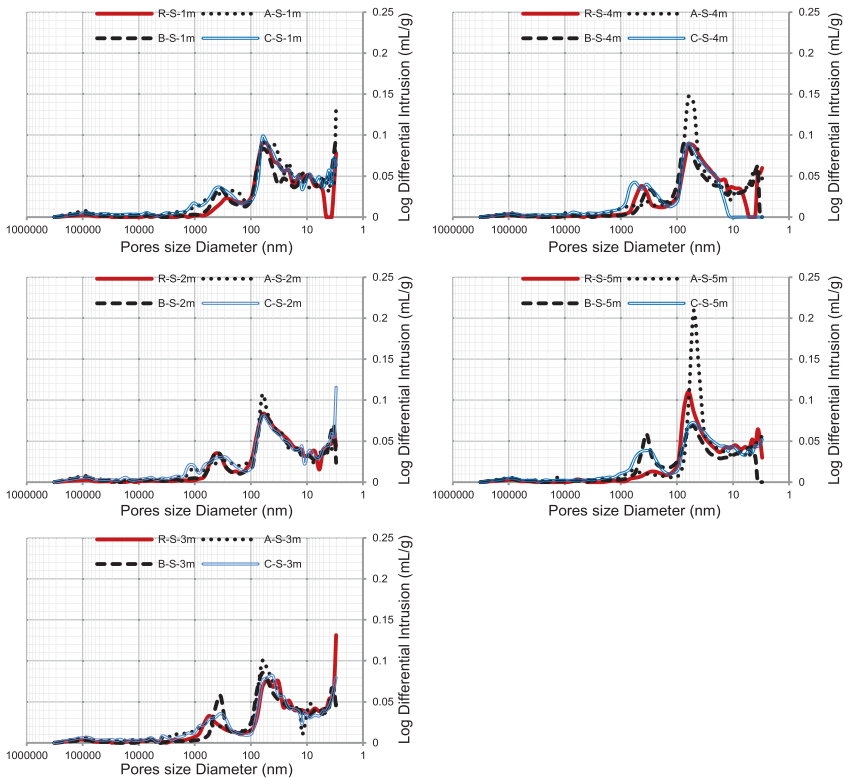 R-S-1m A-S-1m
B-S-1m C-S-1m
0.25
0.2
0.15
0.1
0.05
0
Log Differential Intrusion (mL/g)
1000000 100000 10000 1000 100 10 1
Pores size Diameter (nm)
R-S-4m A-S-4m
B-S-4m C-S-4m
0.25
0.2
0.15
0.1
0.05
0
Log Differential Intrusion (mL/g)
1000000 100000 10000 1000 100 10 1
Pores size Diameter (nm)
R-S-2m A-S-2m
B-S-2m C-S-2m
0.25
0.2
0.15
0.1
0.05
0
Log Differential Intrusion (mL/g)
1000000 100000 10000 1000 100 10 1
Pores size Diameter (nm)
R-S-5m A-S-5m
B-S-5m C-S-5m
0.25
0.2
0.15
0.1
0.05
0
Log Differential Intrusion (mL/g)
1000000 100000 10000 1000 100 10 1
Pores size Diameter (nm)
R-S-3m A-S-3m
B-S-3m C-S-3m
0.25
0.2
0.15
0.1
0.05
0
Log Differential Intrusion (mL/g)
1000000 100000 10000 1000 100 10 1
Pores size Diameter (nm)